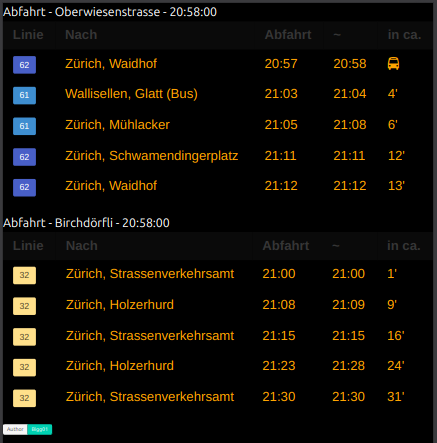 Abfahrt - Oberwiesenstrasse - 20:58:00
Linie Nach Abfahrt ~ in ca.
62 Zürich, Waidhof 20:57 20:58
61 Wallisellen, Glatt (Bus) 21:03 21:04 4'
61 Zürich, Mühlacker 21:05 21:08 6'
62 Zürich, Schwamendingerplatz 21:11 21:11 12'
62 Zürich, Waidhof 21:12 21:12 13'
Abfahrt - Birchdörfli - 20:58:00
Linie Nach Abfahrt ~ in ca.
32 Zürich, Strassenverkehrsamt 21:00 21:00 1'
32 Zürich, Holzerhurd 21:08 21:09 9'
32 Zürich, Strassenverkehrsamt 21:15 21:15 16'
32 Zürich, Holzerhurd 21:23 21:28 24'
32 Zürich, Strassenverkehrsamt 21:30 21:30 31'
Author